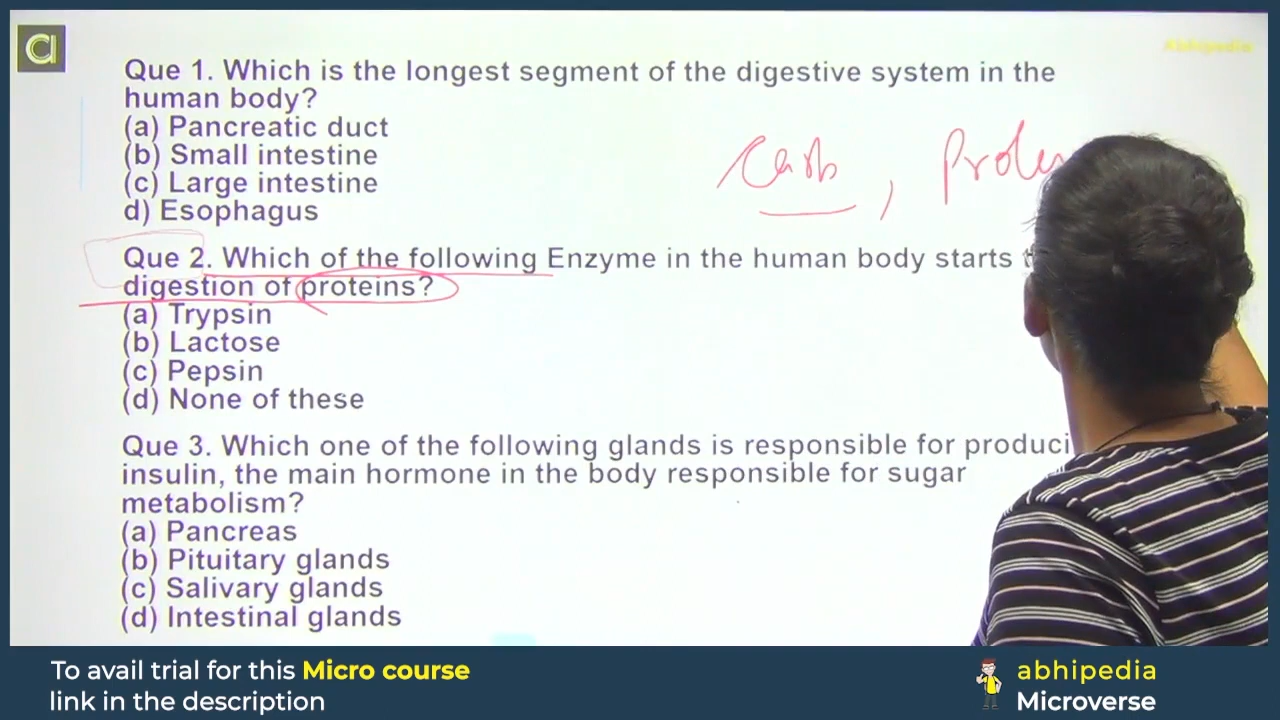 Abhipedia
Que 1. Which is the longest segment of the digestive system in the
human body?
(a) Pancreatic duct
(b) Small intestine
(c) Large intestine
d) Esophagus
Carb, Prote
Que 2. Which of the following Enzyme in the human body starts t
digestion of proteins?
(a) Trypsin
(b) Lactose
(c) Pepsin
(d) None of these
Que 3. Which one of the following glands is responsible for produci
insulin, the main hormone in the body responsible for sugar
metabolism?
(a) Pancreas
(b) Pituitary glands
(c) Salivary glands
(d) Intestinal glands
To avail trial for this Micro course
link in the description
abhipedia
Microverse